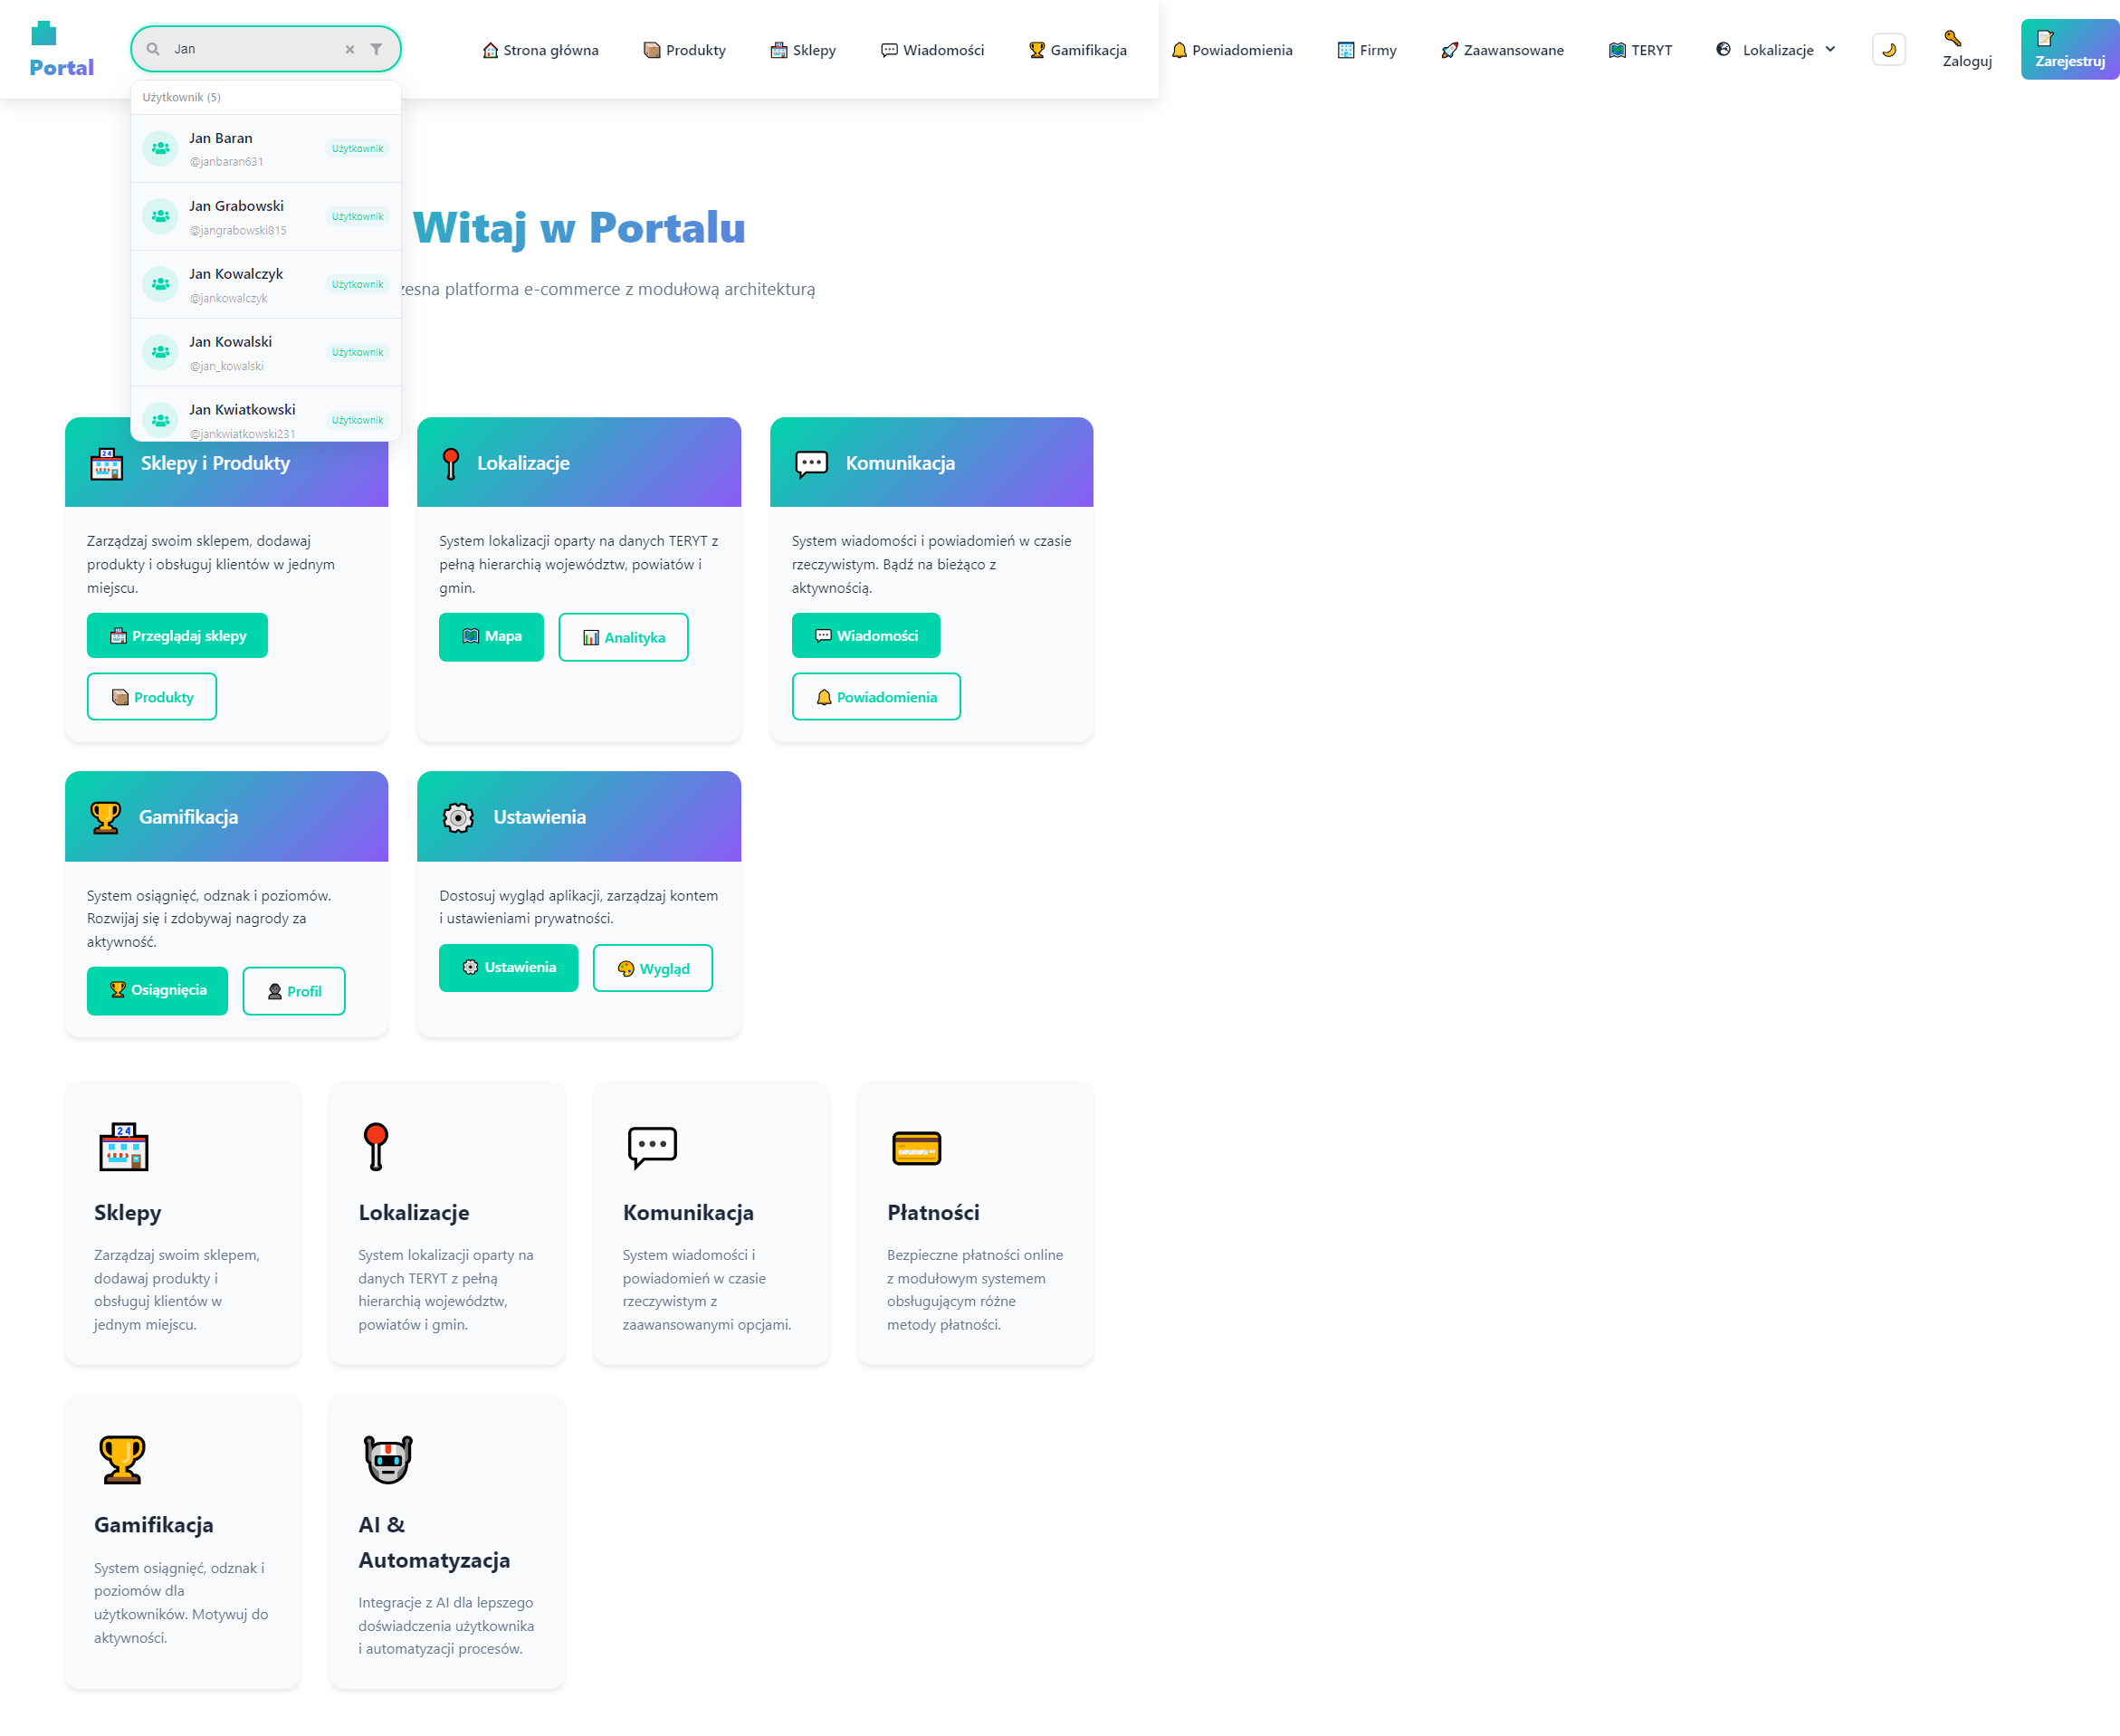 Portal
Jan
Strona główna
Produkty
Sklepy
Wiadomości
Gamifikacja
Powiadomienia
Firmy
Zaawansowane
TERYT
Lokalizacje
Zaloguj
Zarejestruj
Użytkownik (5)
Jan Baran
@janbaran631
Użytkownik
Jan Grabowski
@jangrabowski815
Użytkownik
Jan Kowalczyk
@jankowalczyk
Użytkownik
Jan Kowalski
@jan_kowalski
Użytkownik
Jan Kwiatkowski
@jankwiatkowski231
Użytkownik
Witaj w Portalu
zesna platforma e-commerce z modułową architekturą
24
Sklepy i Produkty
Zarządzaj swoim sklepem, dodawaj
produkty i obsługuj klientów w jednym
miejscu.
Przeglądaj sklepy
Produkty
Lokalizacje
System lokalizacji oparty na danych TERYT z
pełną hierarchią województw, powiatów i
gmin.
Mapa
Analityka
Komunikacja
System wiadomości i powiadomień w czasie
rzeczywistym. Bądź na bieżąco z
aktywnością.
Wiadomości
Powiadomienia
Gamifikacja
System osiągnięć, odznak i poziomów.
Rozwijaj się i zdobywaj nagrody za
aktywność.
Osiągnięcia
Profil
Ustawienia
Dostosuj wygląd aplikacji, zarządzaj kontem
i ustawieniami prywatności.
Ustawienia
Wygląd
24
Sklepy
Zarządzaj swoim sklepem,
dodawaj produkty i
obsługuj klientów w
jednym miejscu.
Lokalizacje
System lokalizacji oparty na
danych TERYT z pełną
hierarchią województw,
powiatów i gmin.
Komunikacja
System wiadomości i
powiadomień w czasie
rzeczywistym z
zaawansowanymi opcjami.
Płatności
Bezpieczne płatności online
z modułowym systemem
obsługującym różne
metody płatności.
Gamifikacja
System osiągnięć, odznak i
poziomów dla
użytkowników. Motywuj do
aktywności.
AI &
Automatyzacja
Integracje z AI dla lepszego
doświadczenia użytkownika
i automatyzacji procesów.